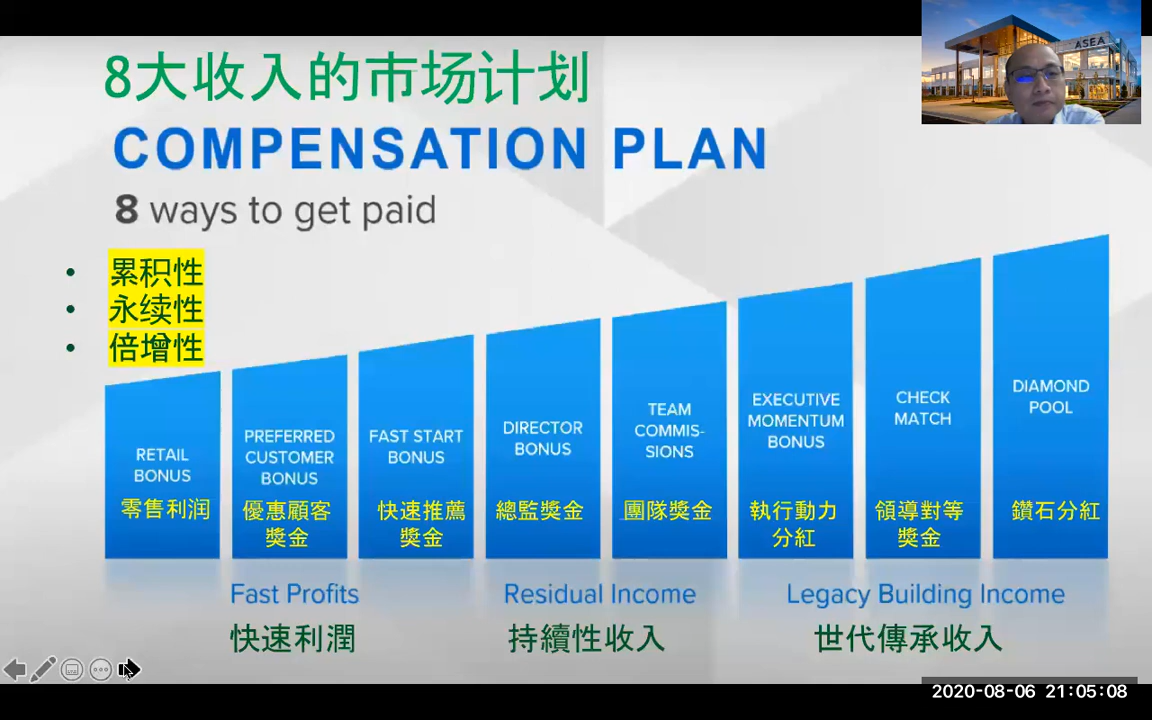 8大收入的市场计划
ASEA
COMPENSATION PLAN
8 ways to get paid
• 累积性
• 永续性
• 倍增性
RETAIL
BONUS
零售利润
PREFERRED
CUSTOMER
BONUS
優惠顧客
獎金
FAST START
BONUS
快速推薦
獎金
DIRECTOR
BONUS
總監獎金
TEAM
COMMIS-
SIONS
團隊獎金
EXECUTIVE
MOMENTUM
BONUS
執行動力
分紅
CHECK
MATCH
領導對等
獎金
DIAMOND
POOL
鑽石分紅
Fast Profits
快速利潤
Residual Income
持續性收入
Legacy Building Income
世代傳承收入
2020-08-06 21:05:08